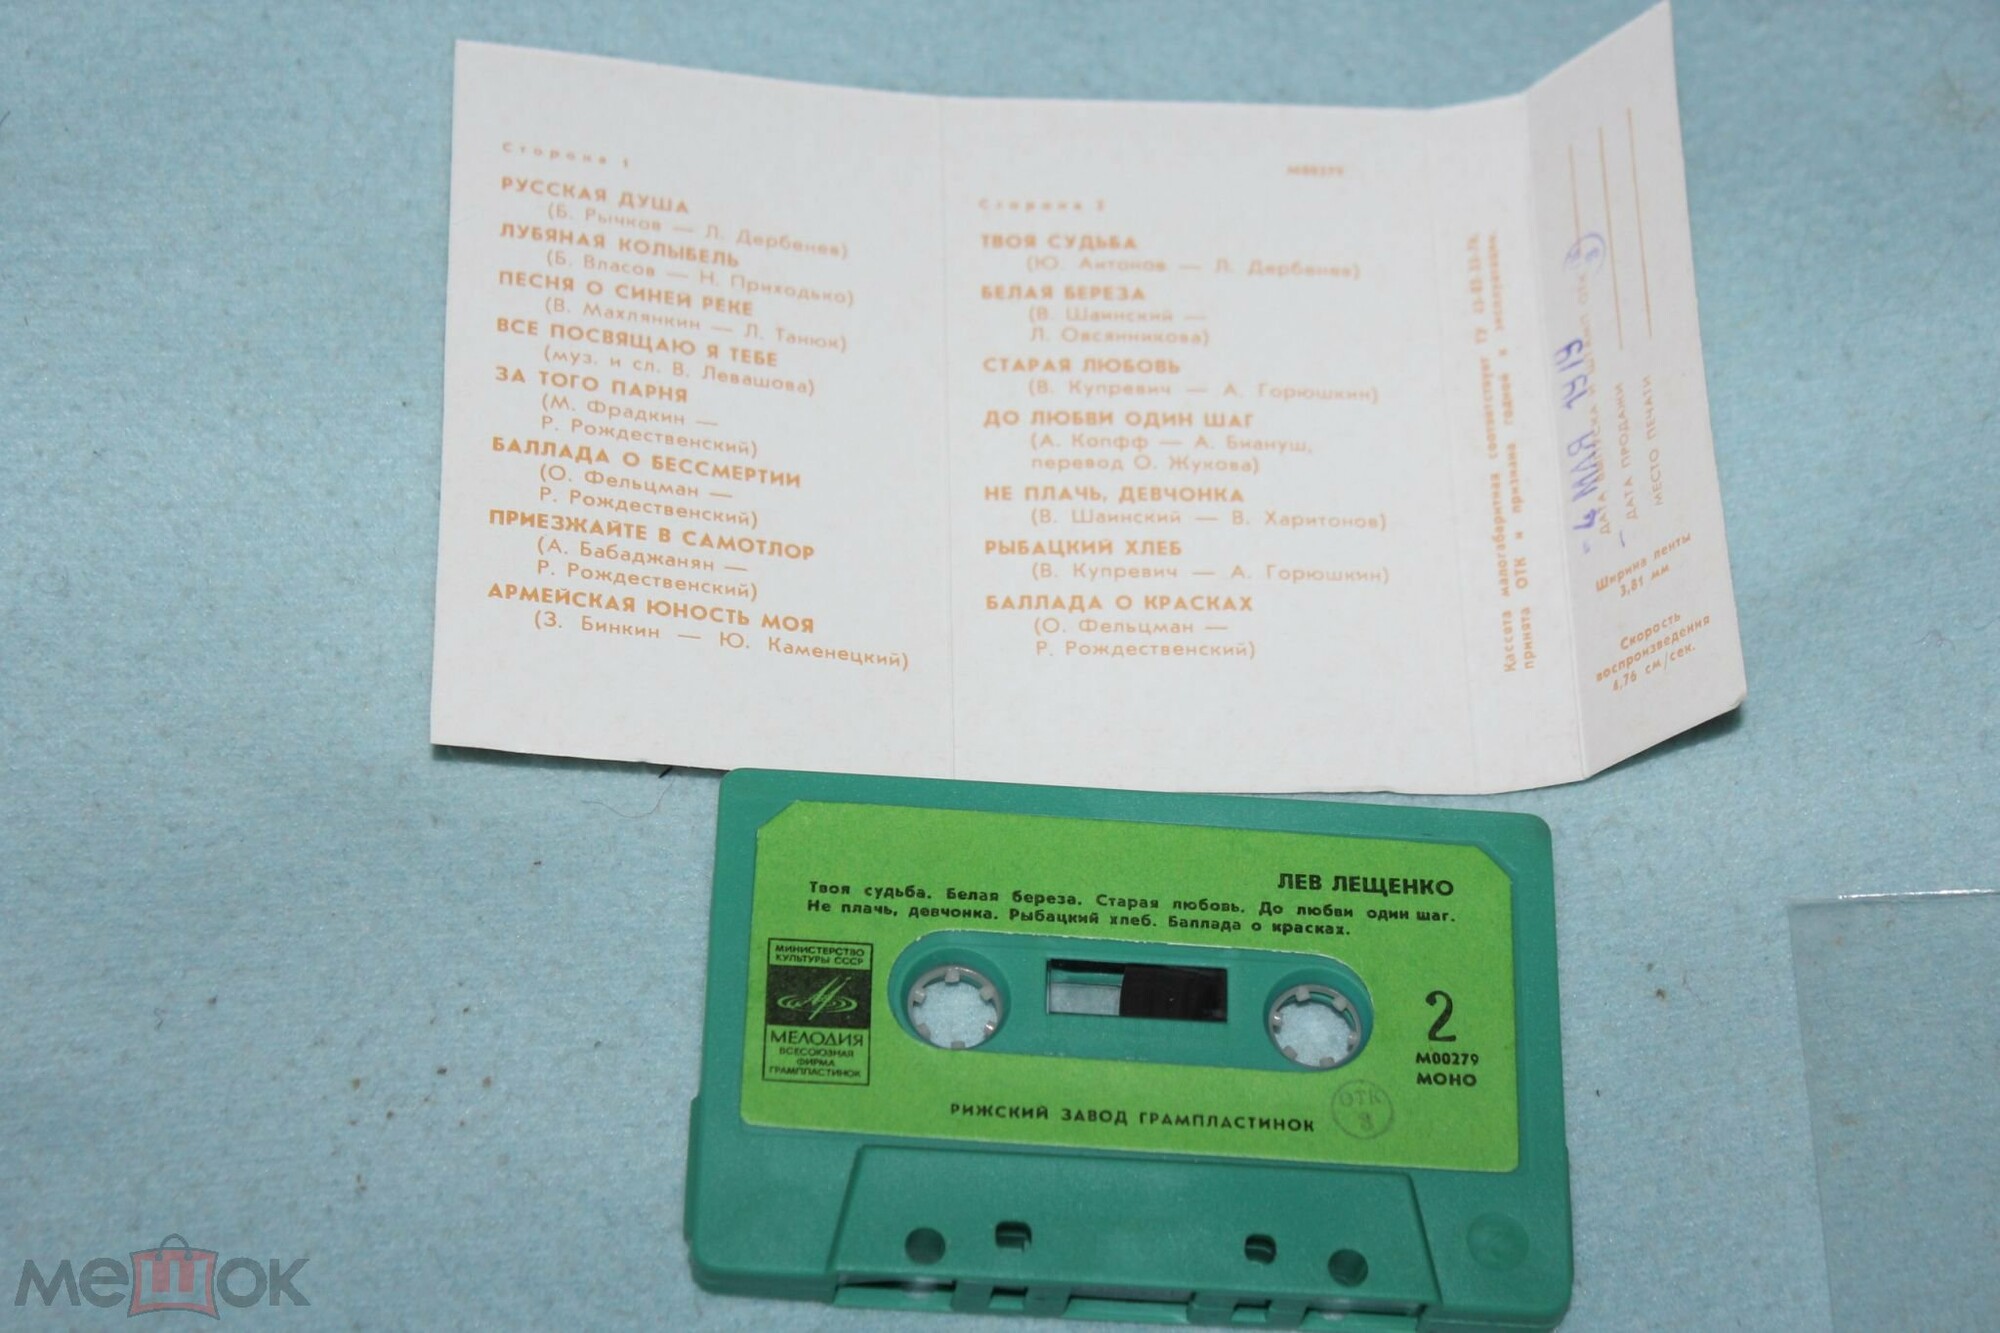 Сторона 1
РУССКАЯ ДУША
(Б. Рычков — Л. Дербенев)
ЛУБЯНАЯ КОЛЫБЕЛЬ
(Б. Власов — Н. Приходько)
ПЕСНЯ О СИНЕЙ РЕКЕ
(В. Махлянкин — Л. Танюк)
ВСЕ ПОСВЯЩАЮ Я ТЕБЕ
(муз. и сл. В. Левашова)
ЗА ТОГО ПАРНЯ
(М. Фрадкин —
Р. Рождественский)
БАЛЛАДА О БЕССМЕРТИИ
(О. Фельцман —
Р. Рождественский)
ПРИЕЗЖАЙТЕ В САМОТЛОР
(А. Бабаджанян —
Р. Рождественский)
АРМЕЙСКАЯ ЮНОСТЬ МОЯ
(З. Бинкин — Ю. Каменецкий)
М00279
Сторона 2
ТВОЯ СУДЬБА
(Ю. Антонов — Л. Дербенев)
БЕЛАЯ БЕРЕЗА
(В. Шаинский —
Л. Овсянникова)
СТАРАЯ ЛЮБОВЬ
(В. Купревич — А. Горюшкин)
ДО ЛЮБВИ ОДИН ШАГ
(А. Копфф — А. Биануш,
перевод О. Жукова)
НЕ ПЛАЧЬ, ДЕВЧОНКА
(В. Шаинский — В. Харитонов)
РЫБАЦКИЙ ХЛЕБ
(В. Купревич — А. Горюшкин)
БАЛЛАДА О КРАСКАХ
(О. Фельцман —
Р. Рождественский)
Кассета малогабаритная соответствует ТУ
принята ОТК и признана годной к эксплуатации.
4 МАЯ
ДАТА ВЫПУСКА И ШТАМП ОТК
ДАТА ПРОДАЖИ
МЕСТО ПЕЧАТИ
Ширина ленты
3,81 мм
Скорость
воспроизведения
4,76 см/сек.
ЛЕВ ЛЕЩЕНКО
Твоя судьба. Белая береза. Старая любовь. До любви один шаг.
Не плачь, девчонка. Рыбацкий хлеб. Баллада о красках.
МИНИСТЕРСТВО
КУЛЬТУРЫ СССР
МЕЛОДИЯ
ВСЕСОЮЗНАЯ
ФИРМА
ГРАМПЛАСТИНОК
2
М00279
МОНО
РИЖСКИЙ ЗАВОД ГРАМПЛАСТИНОК
ОТК
3
мешок